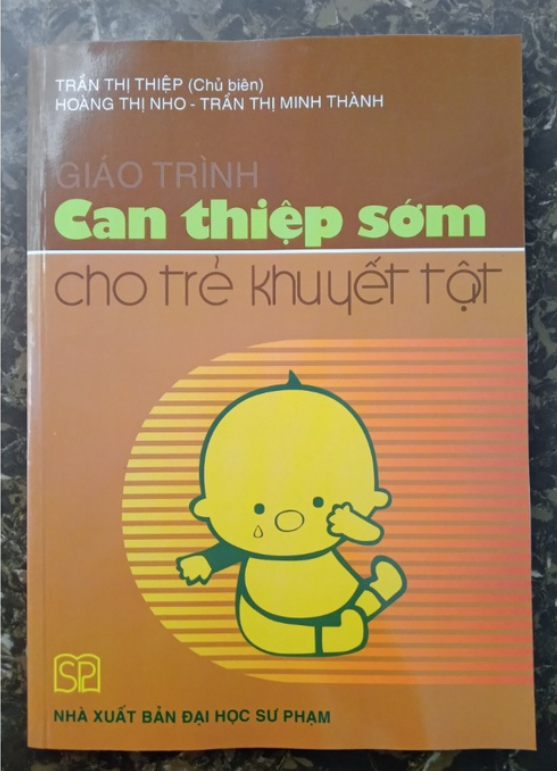 TRẦN THỊ THIỆP (Chủ biên)
HOÀNG THỊ NHO - TRẦN THỊ MINH THÀNH
GIÁO TRÌNH
Can thiệp sớm
cho trẻ khuyết tật
SP
NHÀ XUẤT BẢN ĐẠI HỌC SƯ PHẠM